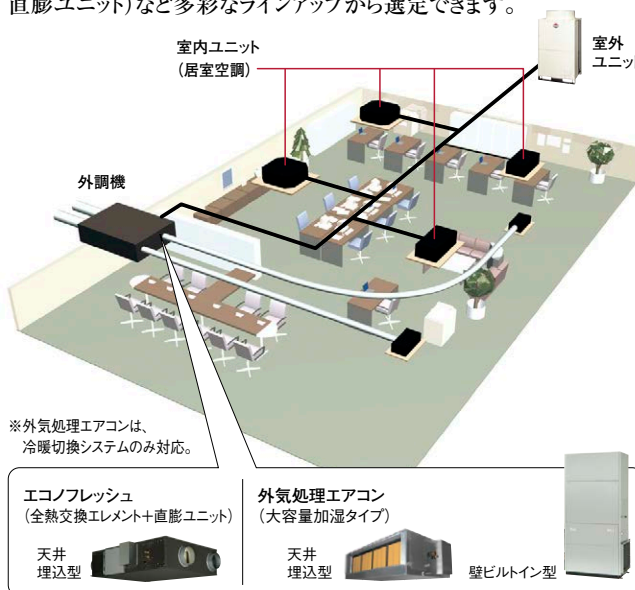 直膨ユニット)など多彩なラインアップから選定できます。
室内ユニット
(居室空調)
室外
ユニット
外調機
※外気処理エアコンは、
冷暖切換システムのみ対応。
エコノフレッシュ
(全熱交換エレメント+直膨ユニット)
天井
埋込型
外気処理エアコン
(大容量加湿タイプ)
天井
埋込型
壁ビルトイン型